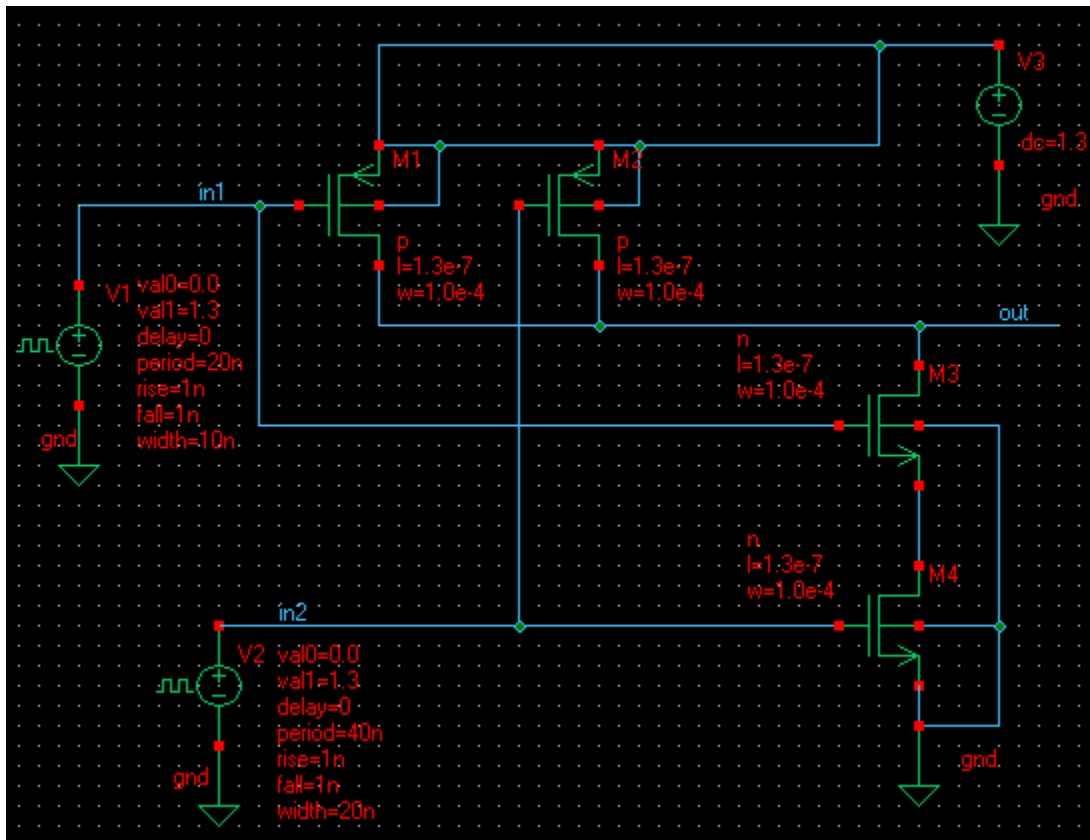 V3
dc=1.3
gnd
M1
M2
in1
p
l=1.3e-7
w=1.0e-4
p
l=1.3e-7
w=1.0e-4
V1
val0=0.0
val1=1.3
delay=0
period=20n
rise=1n
fall=1n
width=10n
gnd
out
n
l=1.3e-7
w=1.0e-4
M3
n
l=1.3e-7
w=1.0e-4
M4
in2
V2
val0=0.0
val1=1.3
delay=0
period=40n
rise=1n
fall=1n
width=20n
gnd
gnd